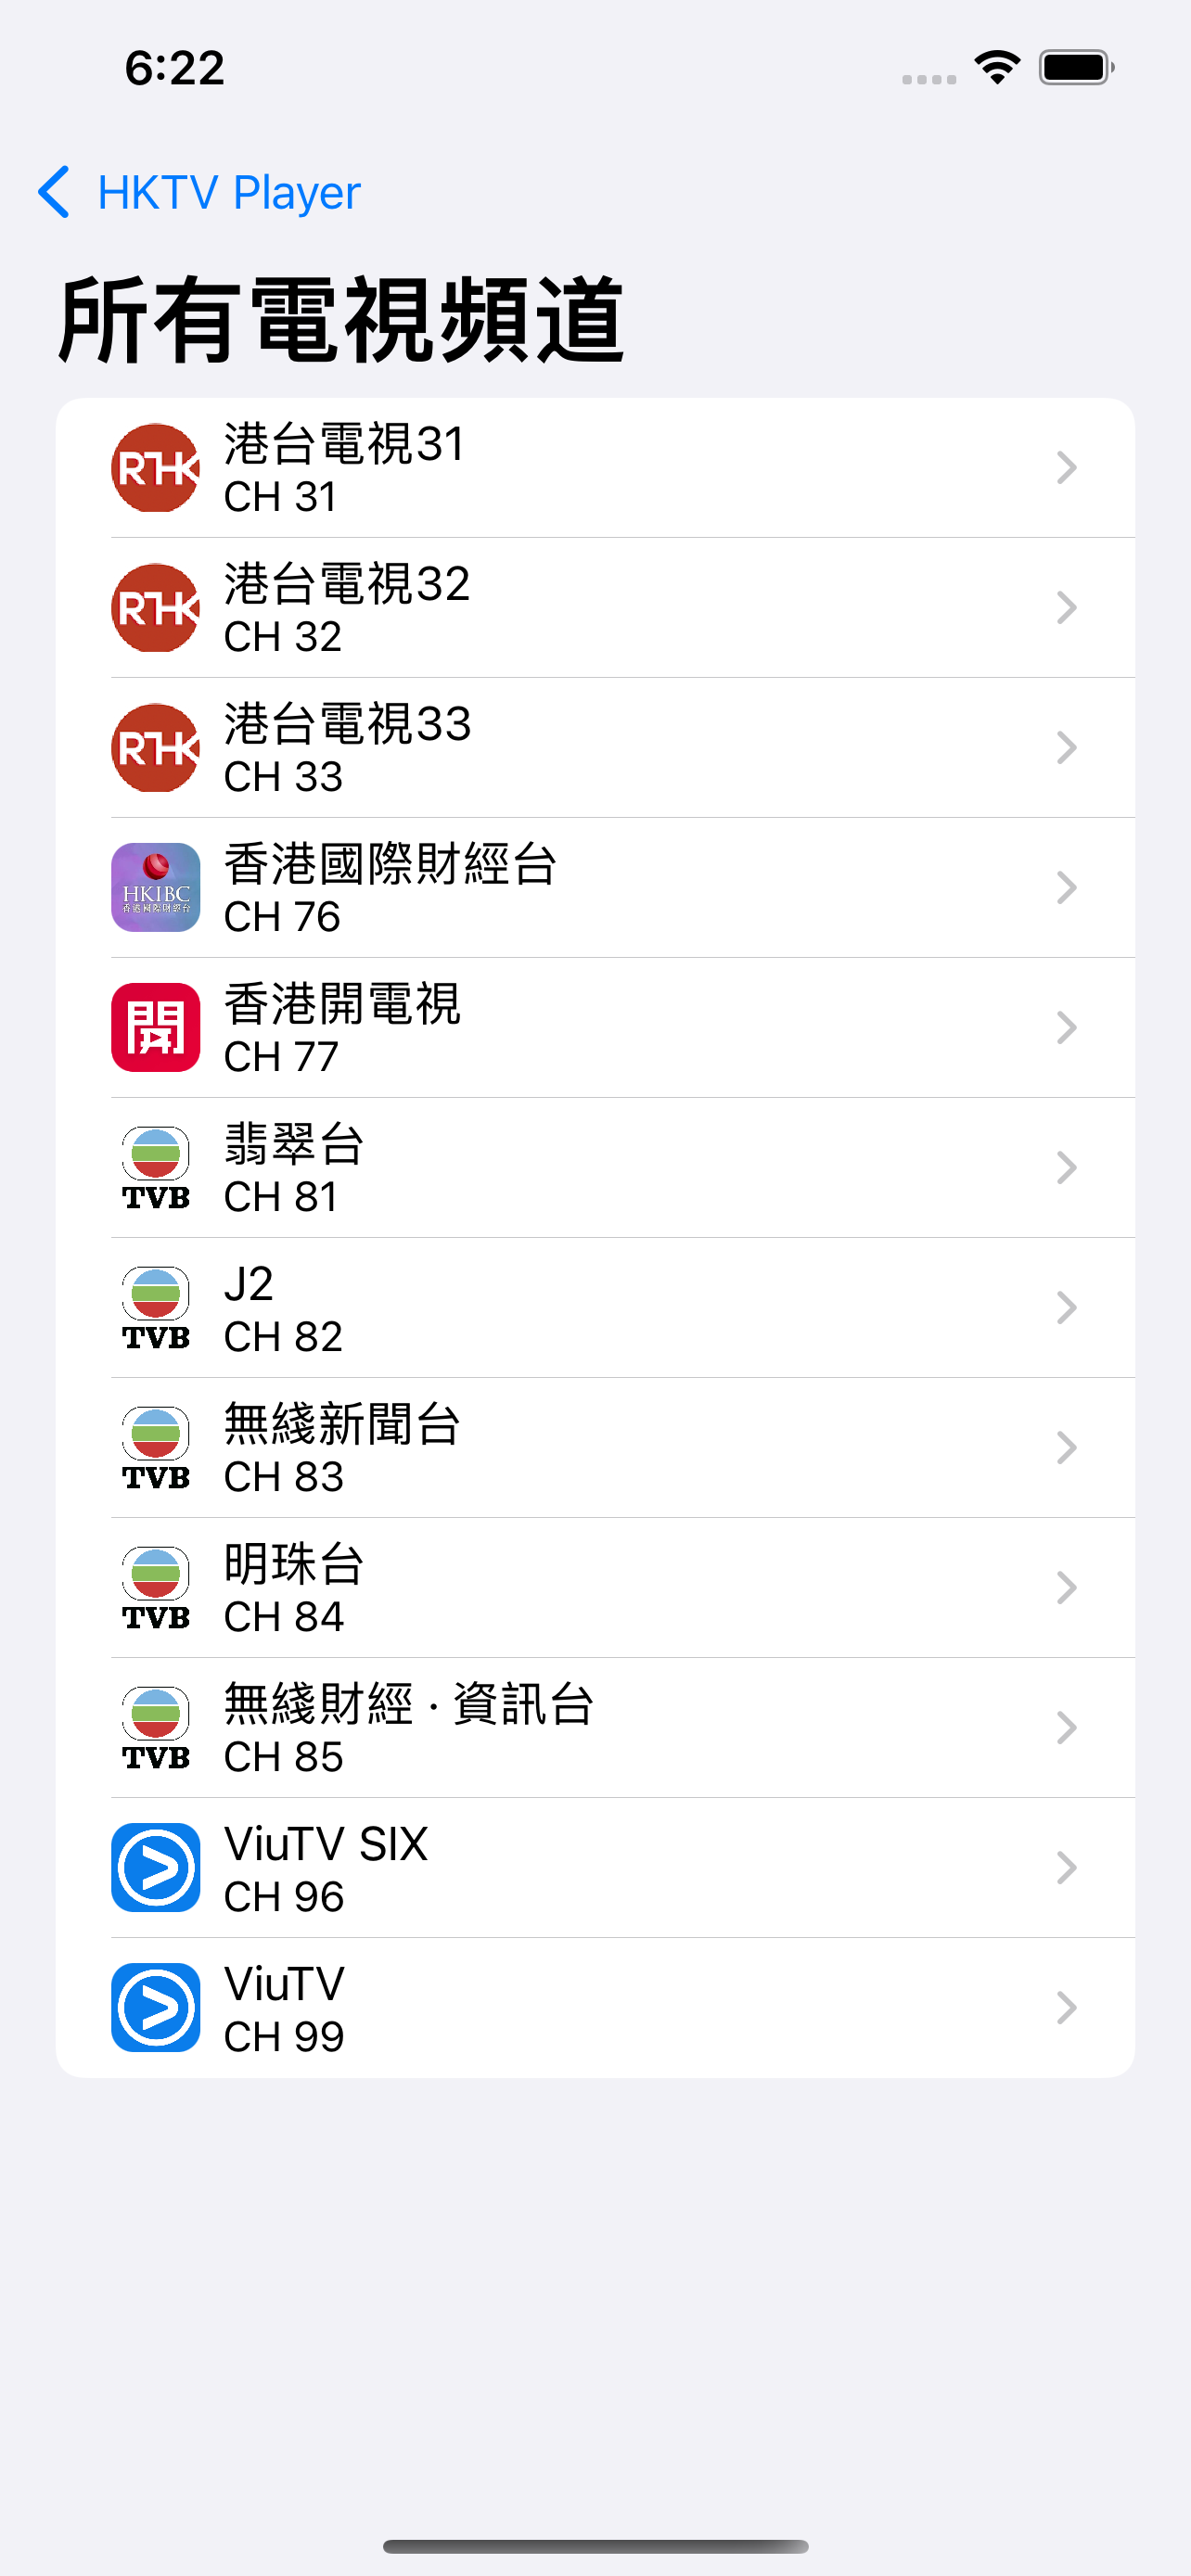 6:22
HKTV Player
所有電視頻道
RTHK
港台電視31
CH 31
RTHK
港台電視32
CH 32
RTHK
港台電視33
CH 33
HKIBC
香港國際財經台
香港國際財經台
CH 76
開
香港開電視
CH 77
TVB
翡翠台
CH 81
TVB
J2
CH 82
TVB
無綫新聞台
CH 83
TVB
明珠台
CH 84
TVB
無綫財經 · 資訊台
CH 85
ViuTV SIX
CH 96
ViuTV
CH 99